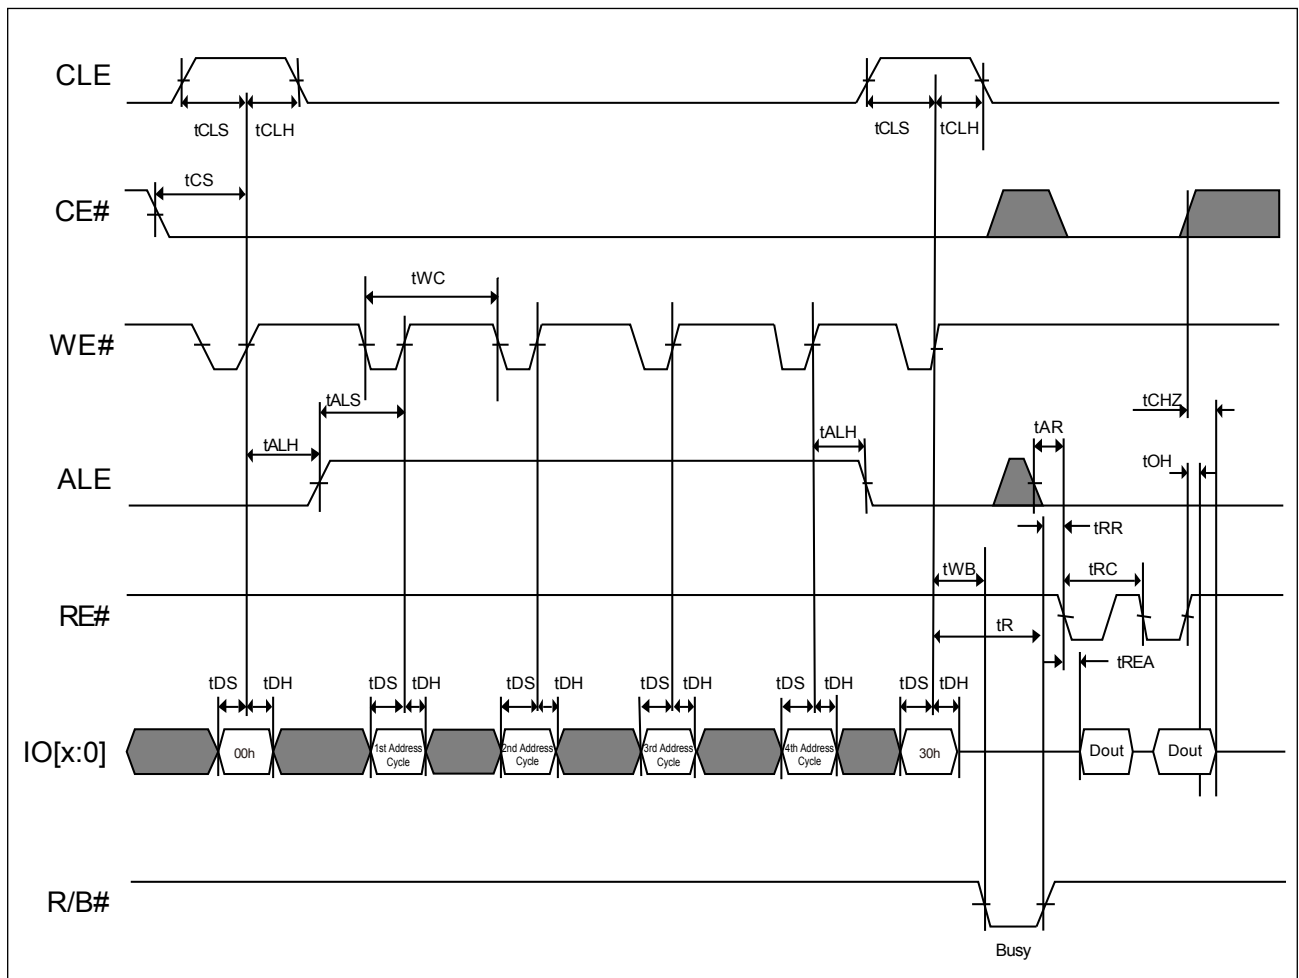 CLE
tCLS tCLH tCLS tCLH
tCS
CE#
tWC
WE#
tALS tCHZ
tALH tALH tAR
ALE tOH
tRR
tWB tRC
RE#
tR
tREA
tDS tDH tDS tDH tDS tDH tDS tDH tDS tDH tDS tDH
IO[x:0] 00h 1st Address Cycle 2nd Address Cycle 3rd Address Cycle 4th Address Cycle 30h Dout Dout
R/B#
Busy